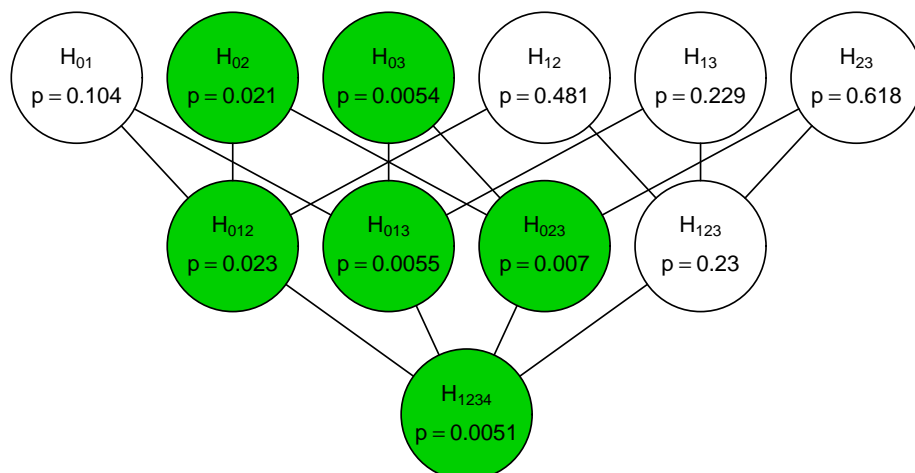 H₀₁
p = 0.104
H₀₂
p = 0.021
H₀₃
p = 0.0054
H₁₂
p = 0.481
H₁₃
p = 0.229
H₂₃
p = 0.618
H₀₁₂
p = 0.023
H₀₁₃
p = 0.0055
H₀₂₃
p = 0.007
H₁₂₃
p = 0.23
H₁₂₃₄
p = 0.0051